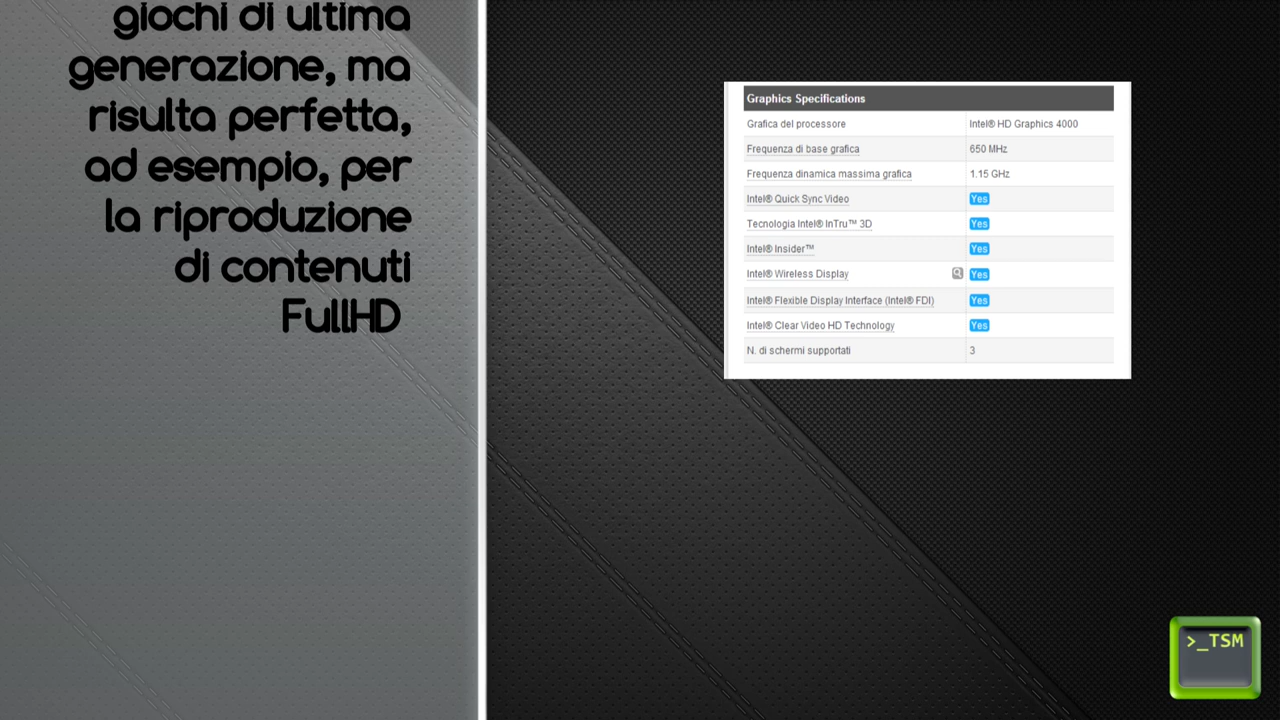 giochi di ultima
generazione, ma
risulta perfetta,
ad esempio, per
la riproduzione
di contenuti
FullHD
Graphics Specifications
Grafica del processore Intel® HD Graphics 4000
Frequenza di base grafica 650 MHz
Frequenza dinamica massima grafica 1.15 GHz
Intel® Quick Sync Video Yes
Tecnologia Intel® InTru™ 3D Yes
Intel® Insider™ Yes
Intel® Wireless Display Yes
Intel® Flexible Display Interface (Intel® FDI) Yes
Intel® Clear Video HD Technology Yes
N. di schermi supportati 3
>_TSM